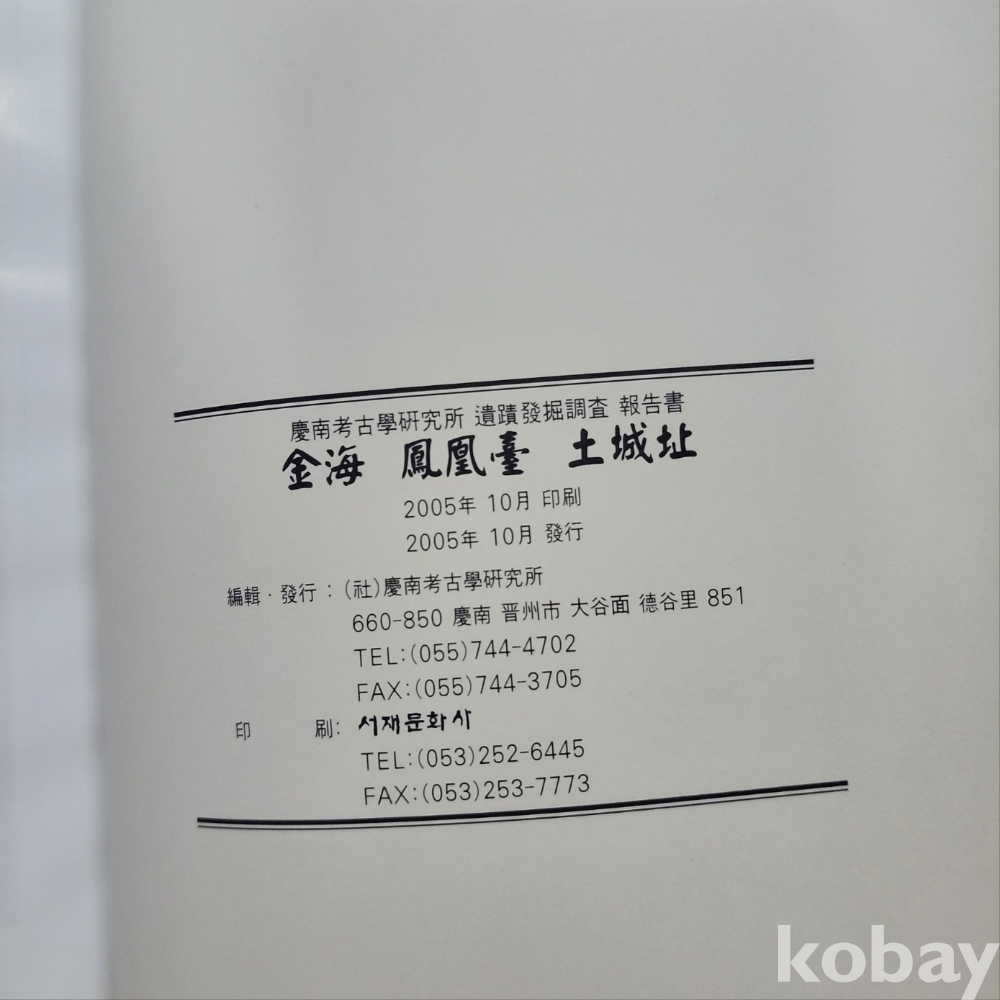 慶南考古學硏究所 遺蹟發掘調査 報告書
金海 鳳凰臺 土城址
2005年 10月 印刷
2005年 10月 發行
編輯·發行 : (社)慶南考古學硏究所
660-850 慶南 晋州市 大谷面 德谷里 851
TEL:(055)744-4702
FAX:(055)744-3705
印 刷: 서재문화사
TEL:(053)252-6445
FAX:(053)253-7773
kobay